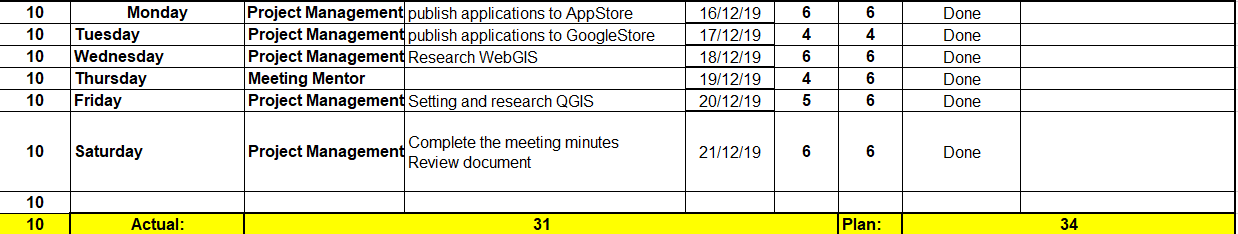 10 Monday Project Management publish applications to AppStore 16/12/19 6 6 Done
10 Tuesday Project Management publish applications to GoogleStore 17/12/19 4 4 Done
10 Wednesday Project Management Research WebGIS 18/12/19 6 6 Done
10 Thursday Meeting Mentor 19/12/19 4 6 Done
10 Friday Project Management Setting and research QGIS 20/12/19 5 6 Done
10 Saturday Project Management Complete the meeting minutes 21/12/19 6 6 Done
Review document
10
10 Actual: 31 Plan: 34